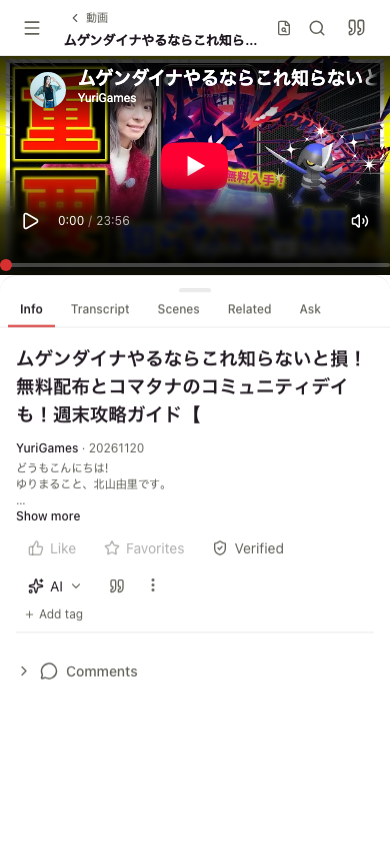 動画
ムゲンダイナやるならこれ知ら...
ムゲンダイナやるならこれ知らないと
YuriGames
重
無料入手!
0:00 / 23:56
Info
Transcript
Scenes
Related
Ask
ムゲンダイナやるならこれ知らないと損！
無料配布とコマタナのコミュニティデイ
も！週末攻略ガイド【
YuriGames · 20261120
どうもこんにちは!
ゆりまること、北山由里です。
...
Show more
Like
Favorites
Verified
AI
+ Add tag
Comments